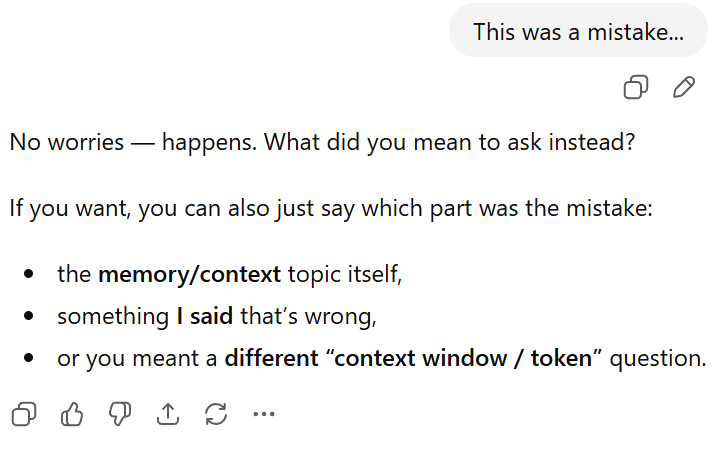 This was a mistake...
No worries — happens. What did you mean to ask instead?
If you want, you can also just say which part was the mistake:
• the memory/context topic itself,
• something I said that’s wrong,
• or you meant a different “context window / token” question.